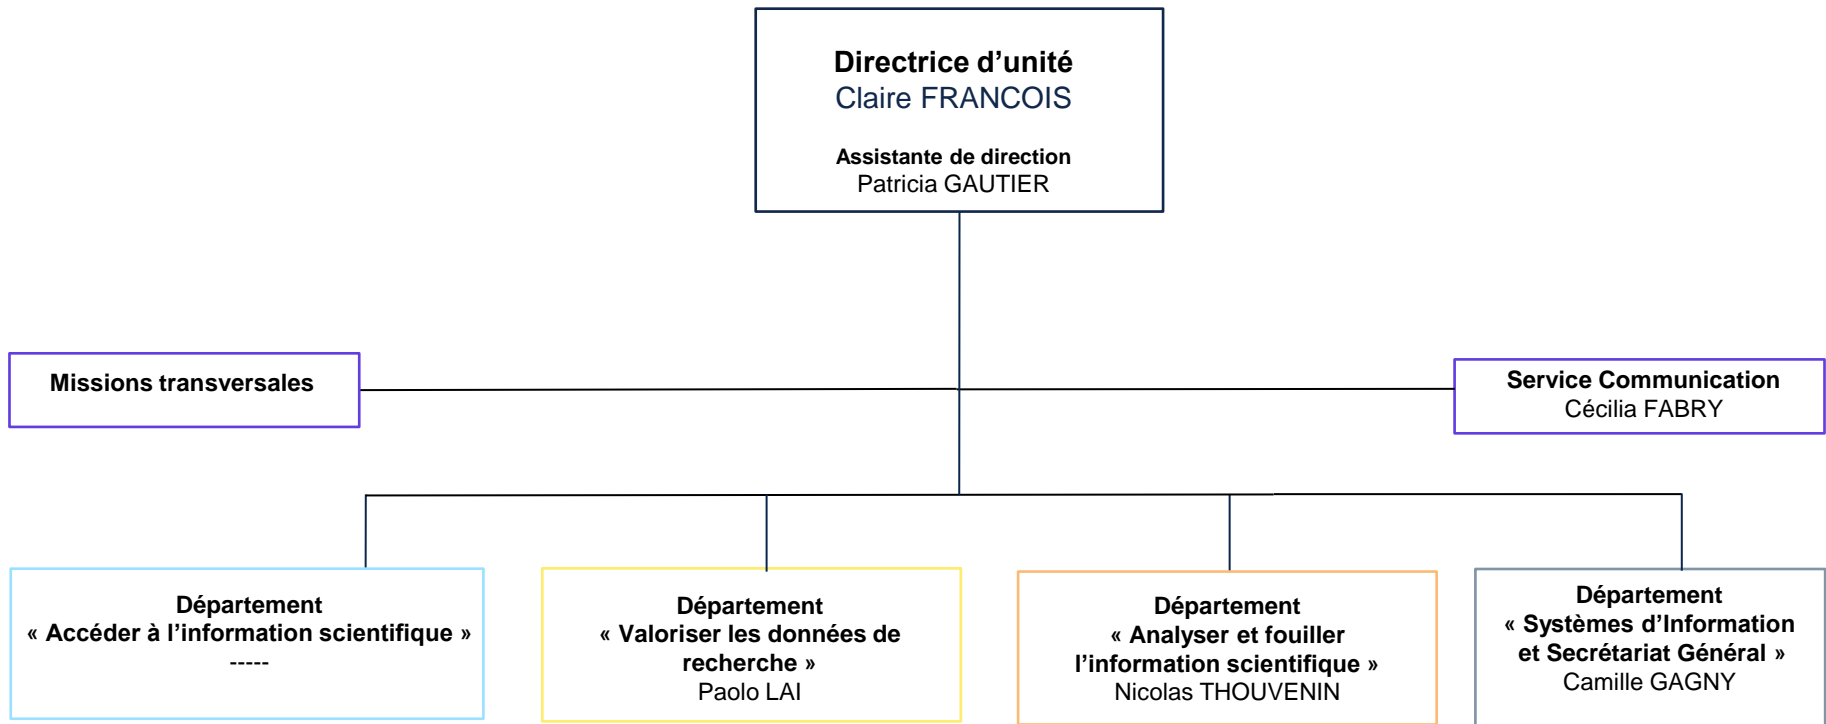 Directrice d’unité
Claire FRANCOIS
Assistante de direction
Patricia GAUTIER
Missions transversales
Service Communication
Cécilia FABRY
Département
« Accéder à l’information scientifique »
-----
Département
« Valoriser les données de
recherche »
Paolo LAI
Département
« Analyser et fouiller
l’information scientifique »
Nicolas THOUVENIN
Département
« Systèmes d’Information
et Secrétariat Général »
Camille GAGNY